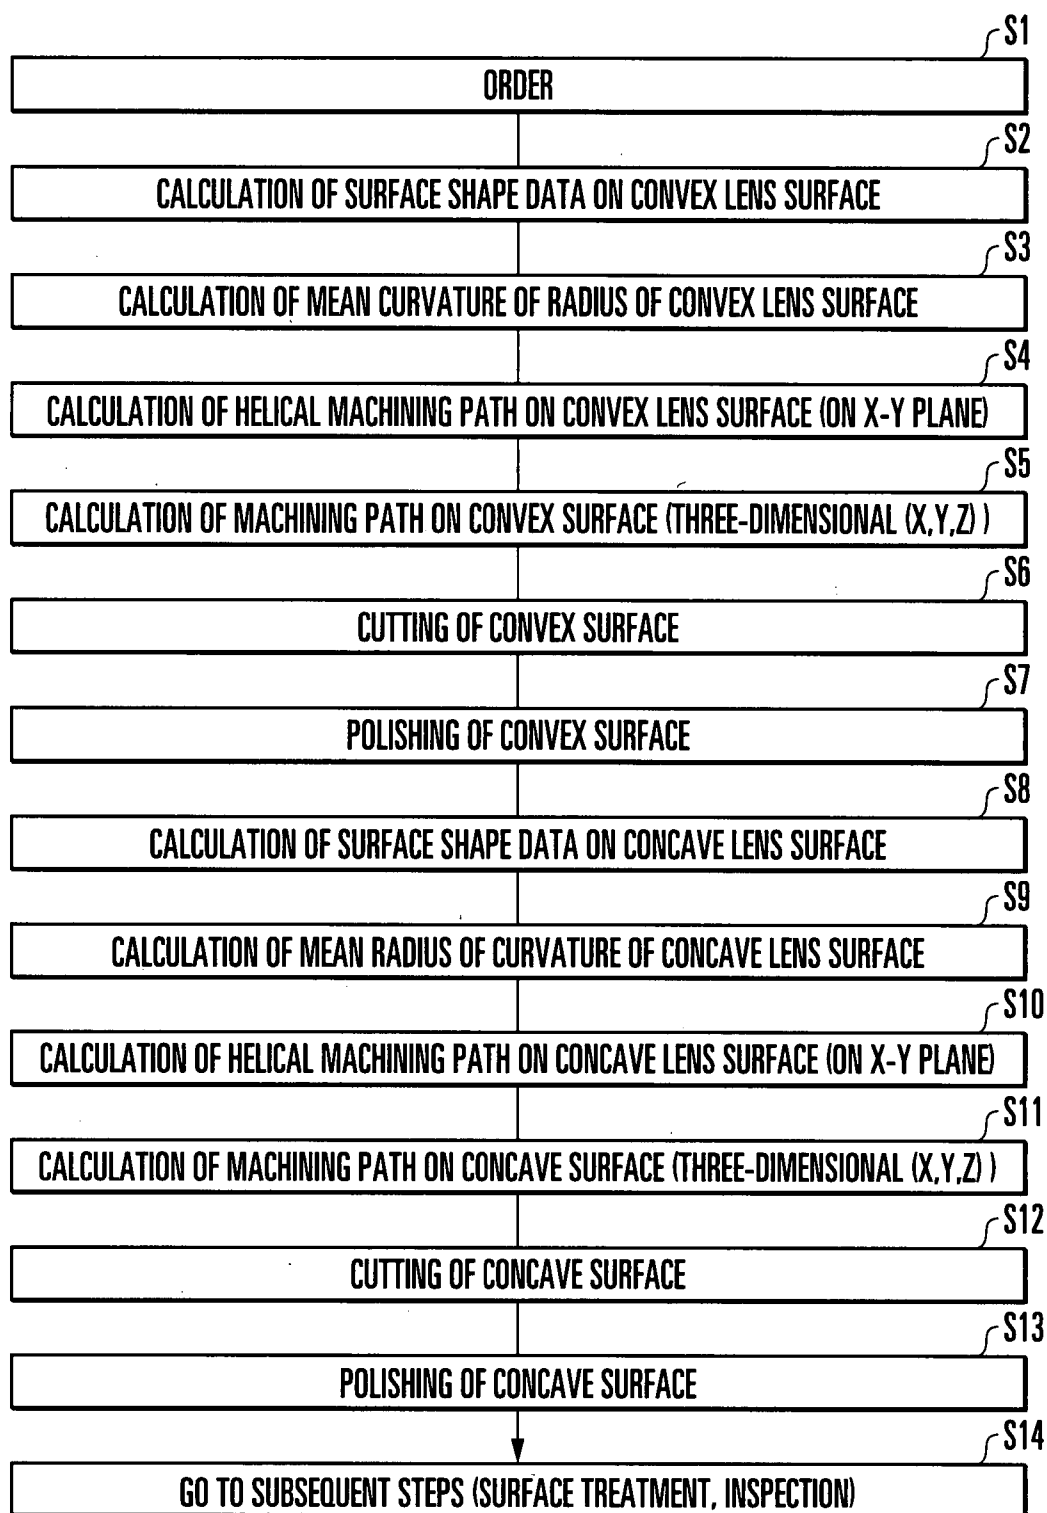 S1
ORDER
S2
CALCULATION OF SURFACE SHAPE DATA ON CONVEX LENS SURFACE
S3
CALCULATION OF MEAN CURVATURE OF RADIUS OF CONVEX LENS SURFACE
S4
CALCULATION OF HELICAL MACHINING PATH ON CONVEX LENS SURFACE (ON X-Y PLANE)
S5
CALCULATION OF MACHINING PATH ON CONVEX SURFACE (THREE-DIMENSIONAL (X,Y,Z) )
S6
CUTTING OF CONVEX SURFACE
S7
POLISHING OF CONVEX SURFACE
S8
CALCULATION OF SURFACE SHAPE DATA ON CONCAVE LENS SURFACE
S9
CALCULATION OF MEAN RADIUS OF CURVATURE OF CONCAVE LENS SURFACE
S10
CALCULATION OF HELICAL MACHINING PATH ON CONCAVE LENS SURFACE (ON X-Y PLANE)
S11
CALCULATION OF MACHINING PATH ON CONCAVE SURFACE (THREE-DIMENSIONAL (X,Y,Z) )
S12
CUTTING OF CONCAVE SURFACE
S13
POLISHING OF CONCAVE SURFACE
S14
GO TO SUBSEQUENT STEPS (SURFACE TREATMENT, INSPECTION)